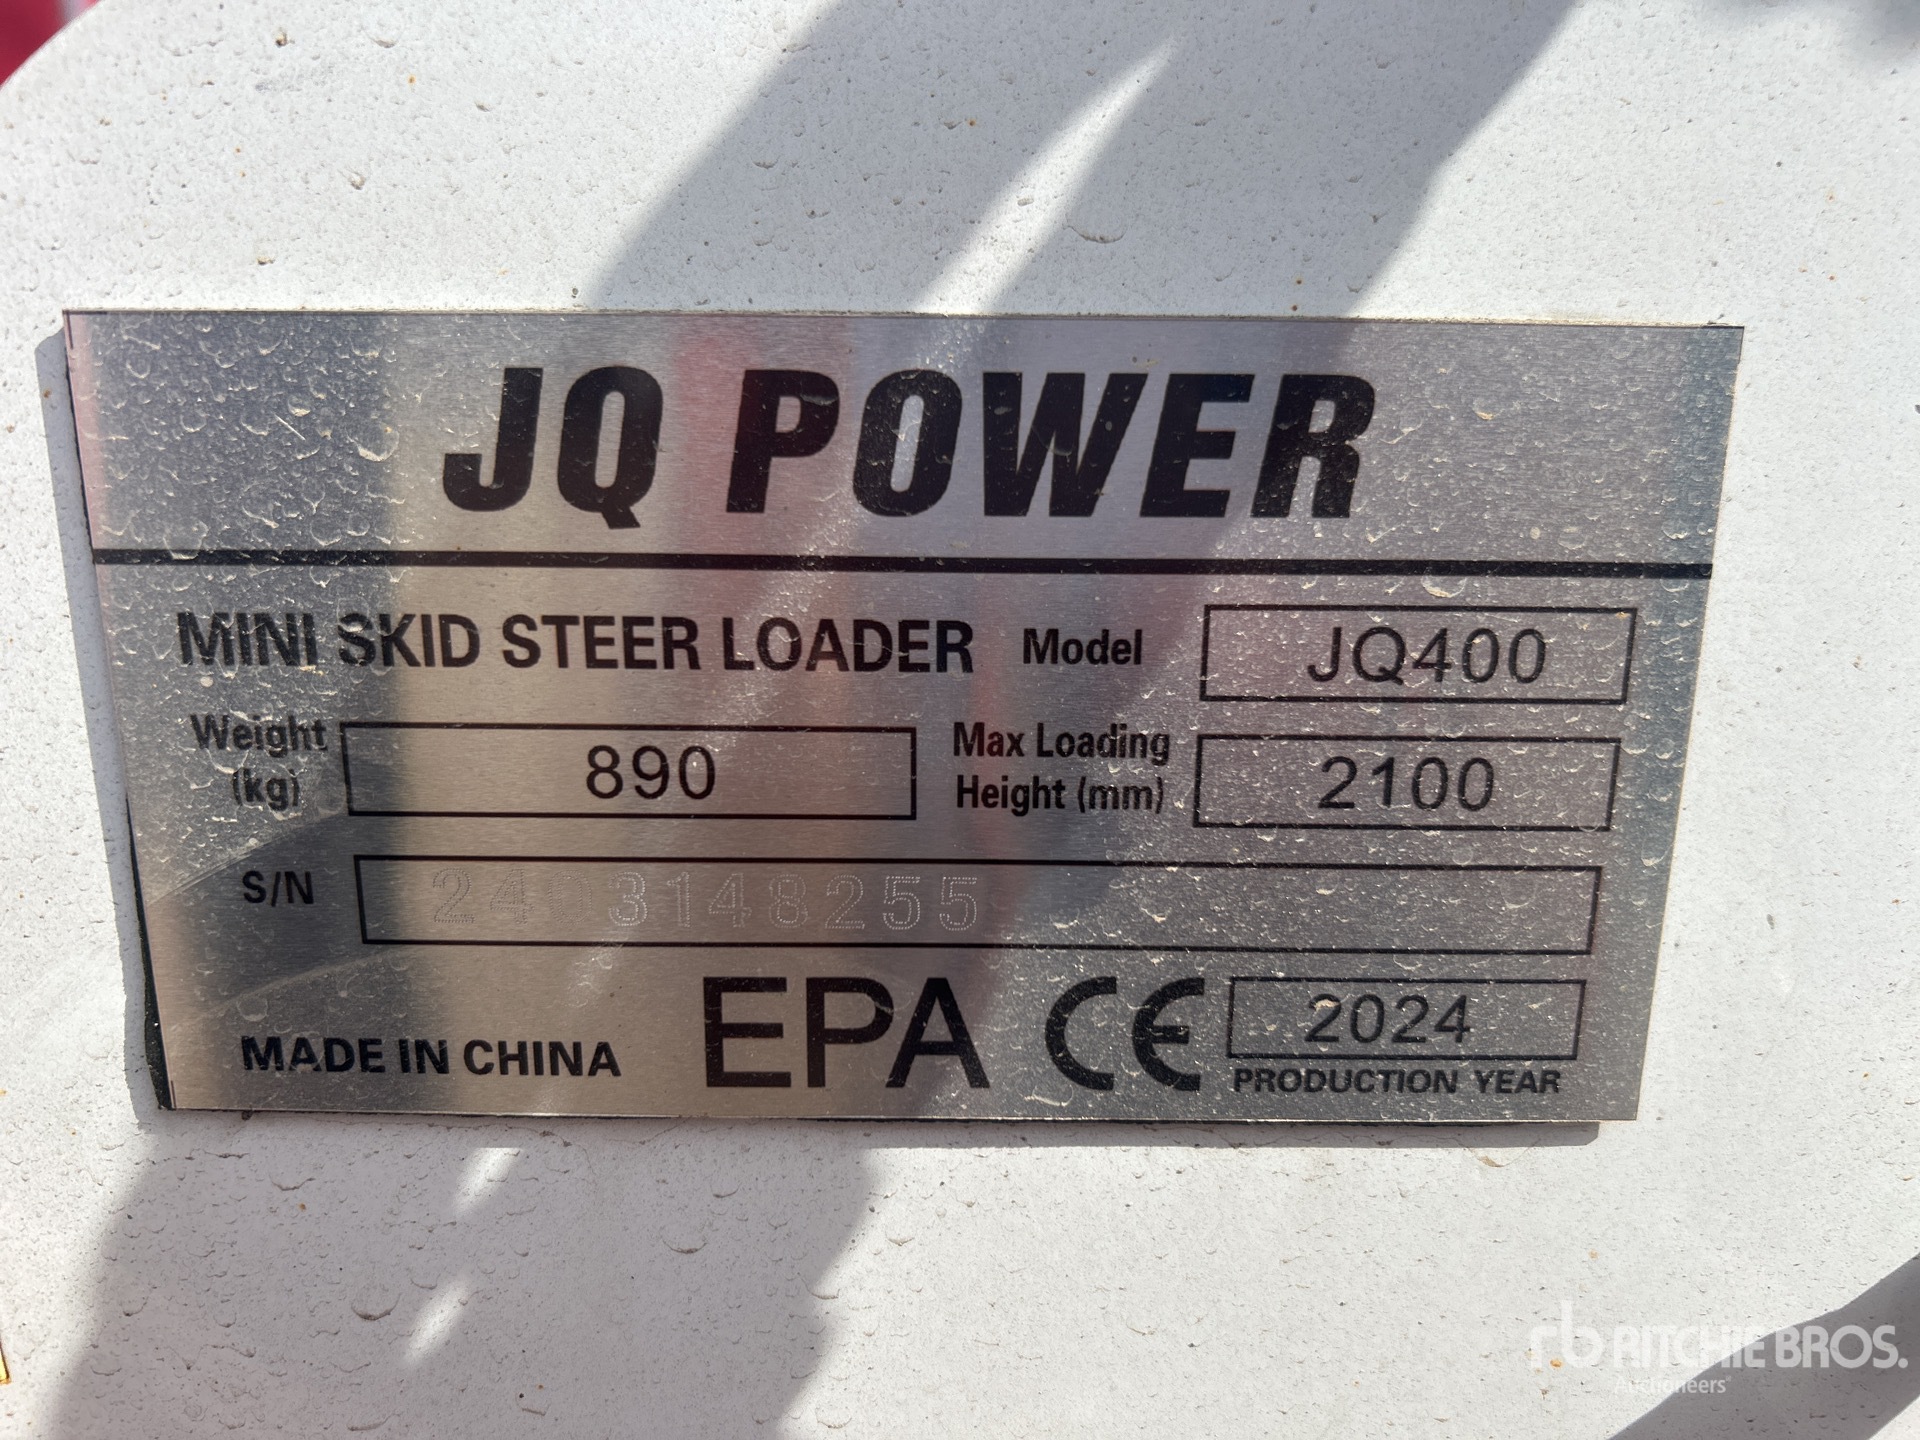 JQ POWER
MINI SKID STEER LOADER Model JQ400
Weight (kg) 890 Max Loading Height (mm) 2100
S/N 2403148255
MADE IN CHINA EPA CE 2024
PRODUCTION YEAR
rb RITCHIE BROS.
Auctioneers